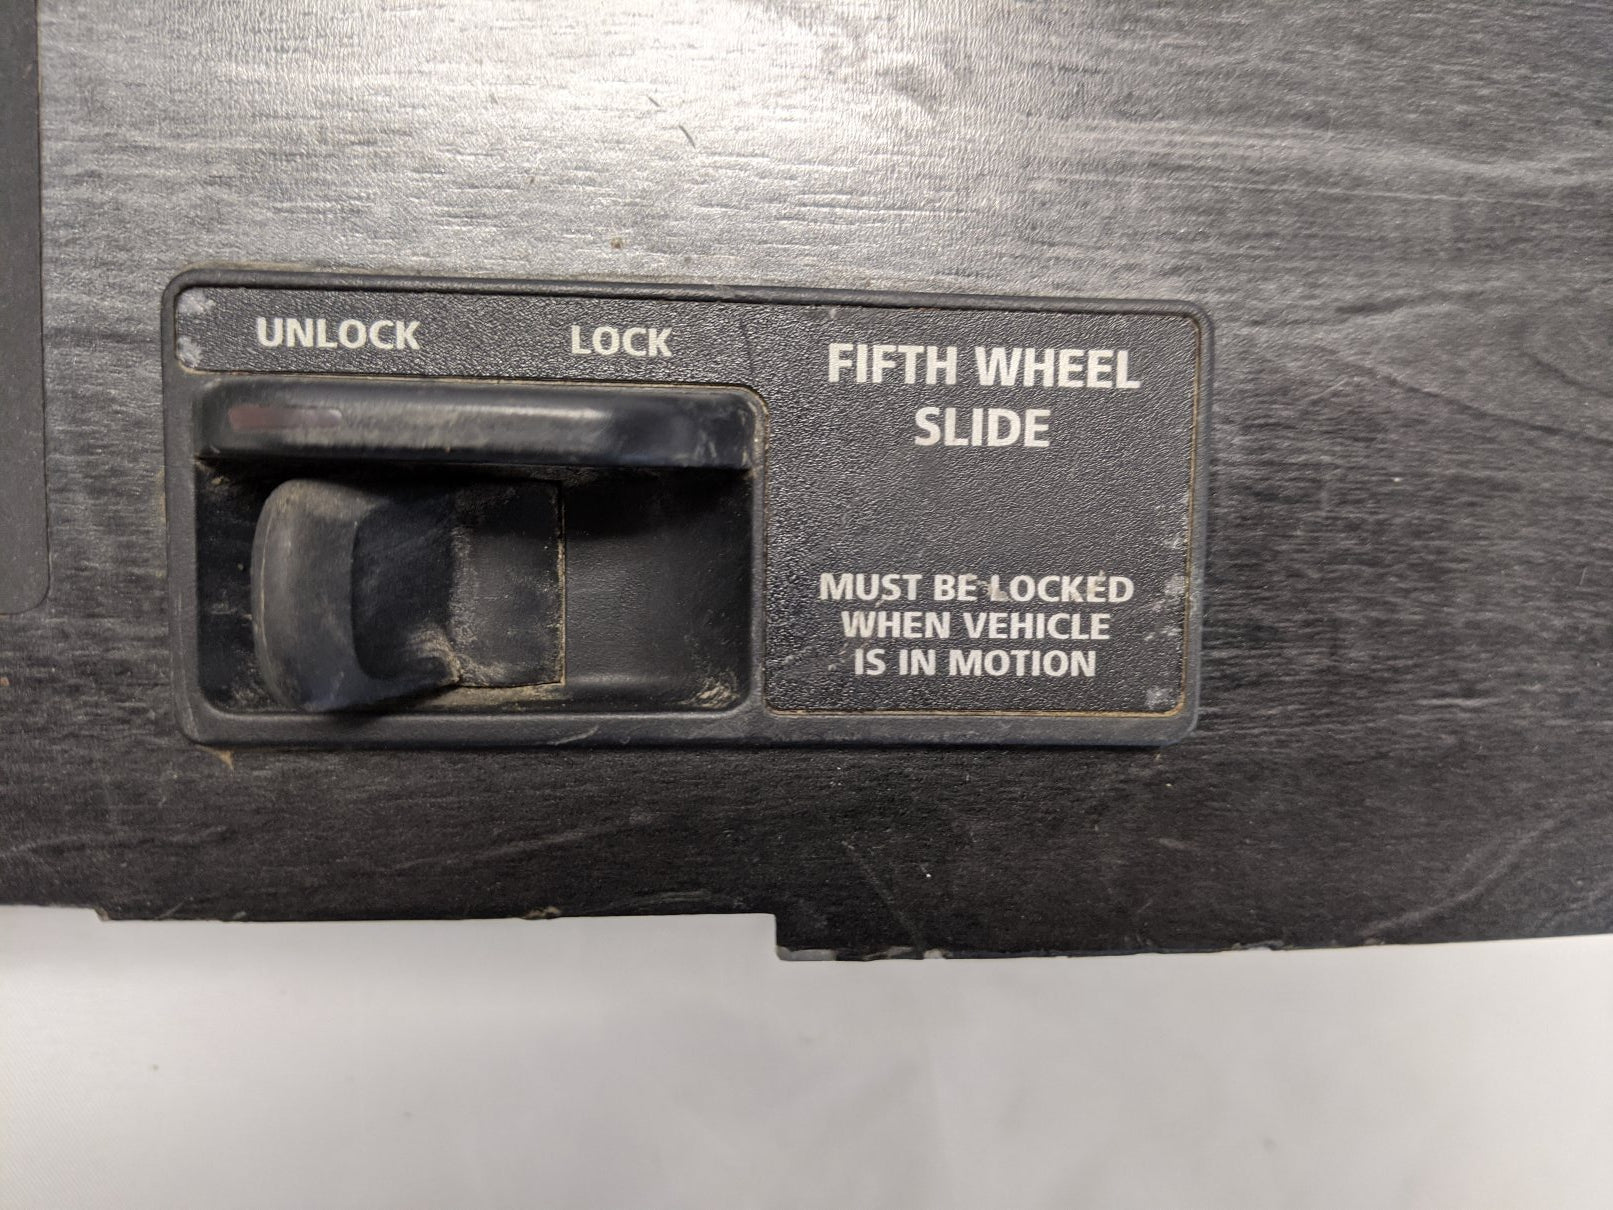 UNLOCK LOCK
FIFTH WHEEL
SLIDE
MUST BE LOCKED
WHEN VEHICLE
IS IN MOTION